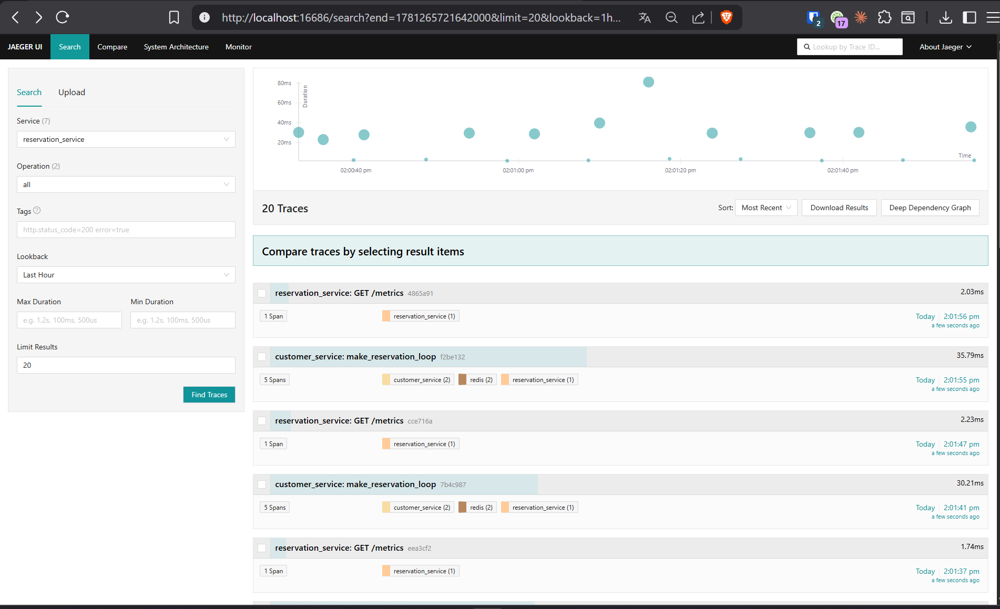 http://localhost:16686/search?end=1781265721642000&limit=20&lookback=1h...
2
17
JAEGER UI
Search
Compare
System Architecture
Monitor
Lookup by Trace ID...
About Jaeger
Search
Upload
Service (7)
reservation_service
Operation (2)
all
Tags
http.status_code=200 error=true
Lookback
Last Hour
Max Duration
Min Duration
e.g. 1.2s, 100ms, 500us
e.g. 1.2s, 100ms, 500us
Limit Results
20
Find Traces
80ms
60ms
40ms
20ms
Duration
Time
02:00:40 pm
02:01:00 pm
02:01:20 pm
02:01:40 pm
20 Traces
Sort:
Most Recent
Download Results
Deep Dependency Graph
Compare traces by selecting result items
reservation_service: GET /metrics 4865a91
2.03ms
1 Span
reservation_service (1)
Today
2:01:56 pm
a few seconds ago
customer_service: make_reservation_loop f2be132
35.79ms
5 Spans
customer_service (2)
redis (2)
reservation_service (1)
Today
2:01:55 pm
a few seconds ago
reservation_service: GET /metrics cce716a
2.23ms
1 Span
reservation_service (1)
Today
2:01:47 pm
a few seconds ago
customer_service: make_reservation_loop 7b4c987
30.21ms
5 Spans
customer_service (2)
redis (2)
reservation_service (1)
Today
2:01:41 pm
a few seconds ago
reservation_service: GET /metrics eea3cf2
1.74ms
1 Span
reservation_service (1)
Today
2:01:37 pm
a few seconds ago